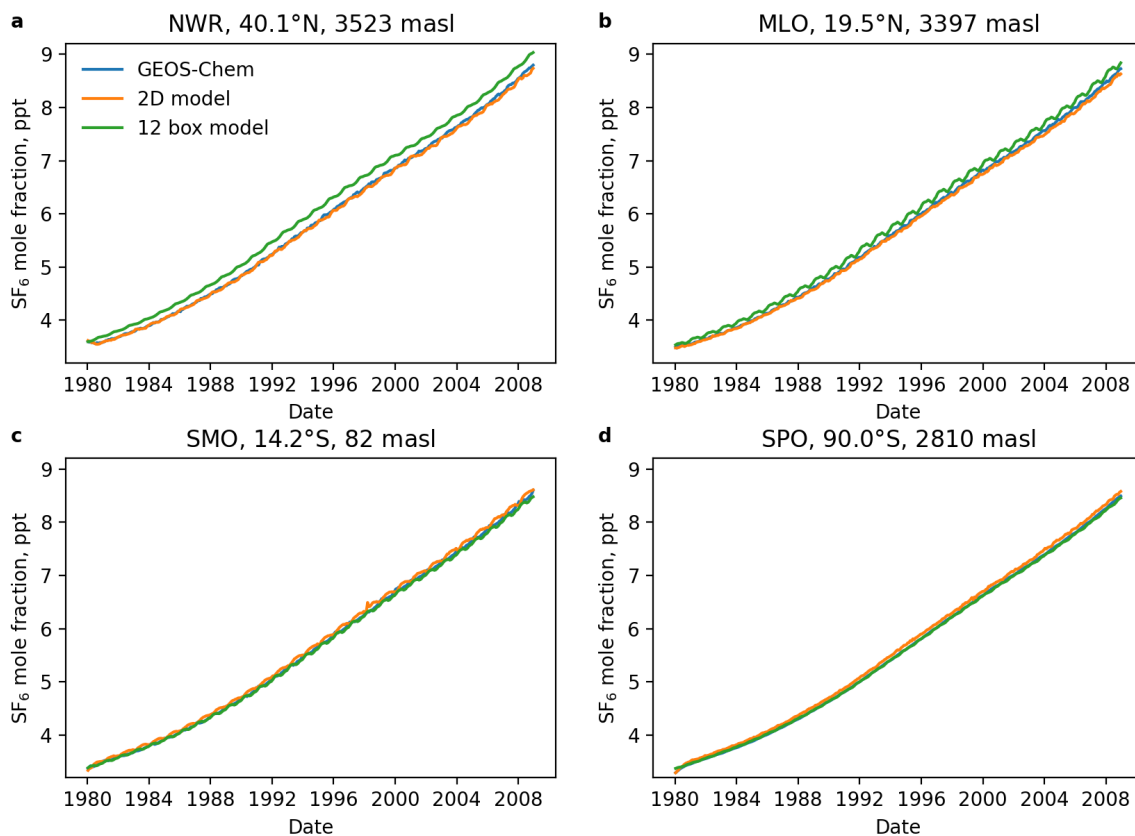 a
NWR, 40.1°N, 3523 masl
9
8
7
6
5
4
SF₆ mole fraction, ppt
GEOS-Chem
2D model
12 box model
1980 1984 1988 1992 1996 2000 2004 2008
Date
b
MLO, 19.5°N, 3397 masl
9
8
7
6
5
4
SF₆ mole fraction, ppt
1980 1984 1988 1992 1996 2000 2004 2008
Date
c
SMO, 14.2°S, 82 masl
9
8
7
6
5
4
SF₆ mole fraction, ppt
1980 1984 1988 1992 1996 2000 2004 2008
Date
d
SPO, 90.0°S, 2810 masl
9
8
7
6
5
4
SF₆ mole fraction, ppt
1980 1984 1988 1992 1996 2000 2004 2008
Date